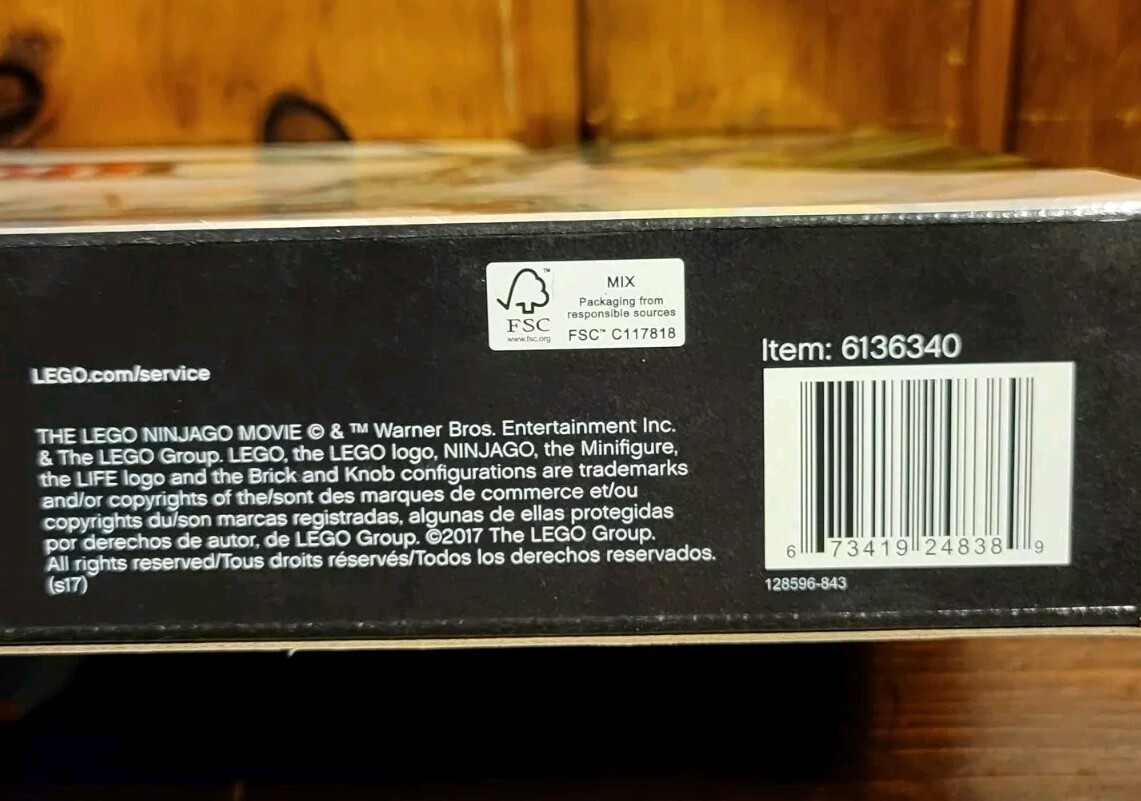 MIX
Packaging from
responsible sources
FSC™ C117818
FSC™
www.fsc.org
Item: 6136340
LEGO.com/service
THE LEGO NINJAGO MOVIE © & ™ Warner Bros. Entertainment Inc.
& The LEGO Group. LEGO, the LEGO logo, NINJAGO, the Minifigure,
the LIFE logo and the Brick and Knob configurations are trademarks
and/or copyrights of the/sont des marques de commerce et/ou
copyrights du/son marcas registradas, algunas de ellas protegidas
por derechos de autor, de LEGO Group. ©2017 The LEGO Group.
All rights reserved/Tous droits réservés/Todos los derechos reservados.
(s17)
6 73419 24838 9
128596-843